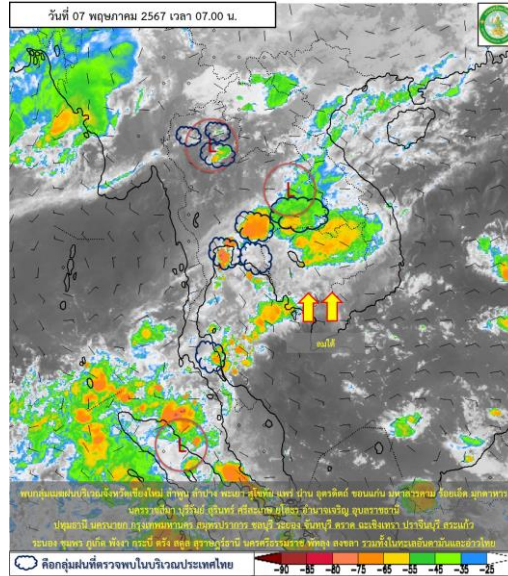 วันที่ 07 พฤษภาคม 2567 เวลา 07.00 น.
L
L
ลมใต้
L
พบกลุ่มเมฆฝนบริเวณจังหวัดเชียงใหม่ ลำพูน ลำปาง พะเยา สุโขทัย แพร่ น่าน อุตรดิตถ์ ขอนแก่น มหาสารคาม ร้อยเอ็ด มุกดาหาร
นครราชสีมา บุรีรัมย์ สุรินทร์ ศรีสะเกษ ยโสธร อำนาจเจริญ อุบลราชธานี
ปทุมธานี นครนายก กรุงเทพมหานคร สมุทรปราการ ชลบุรี ระยอง จันทบุรี ตราด ฉะเชิงเทรา ปราจีนบุรี สระแก้ว
ระนอง ชุมพร ภูเก็ต พังงา กระบี่ ตรัง สตูล สุราษฎร์ธานี นครศรีธรรมราช พัทลุง สงขลา รวมทั้งในทะเลอันดามันและอ่าวไทย
คือกลุ่มฝนที่ตรวจพบในบริเวณประเทศไทย
-90 -85 -80 -75 -70 -65 -55 -45 -35 -25